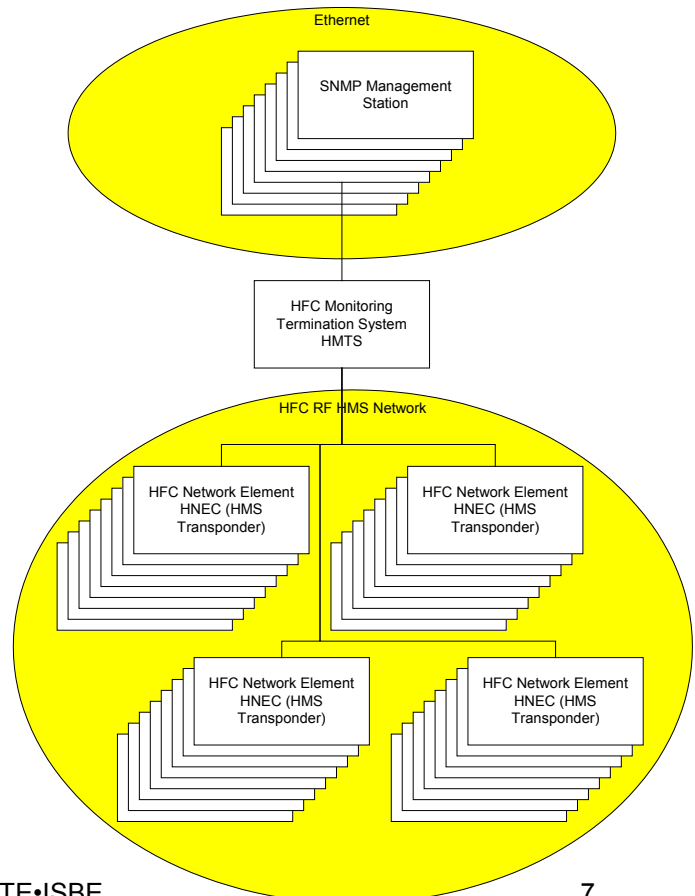 Ethernet
SNMP Management
Station
HFC Monitoring
Termination System
HMTS
HFC RF HMS Network
HFC Network Element
HNEC (HMS
Transponder)
HFC Network Element
HNEC (HMS
Transponder)
HFC Network Element
HNEC (HMS
Transponder)
HFC Network Element
HNEC (HMS
Transponder)
TE•ISBE 7